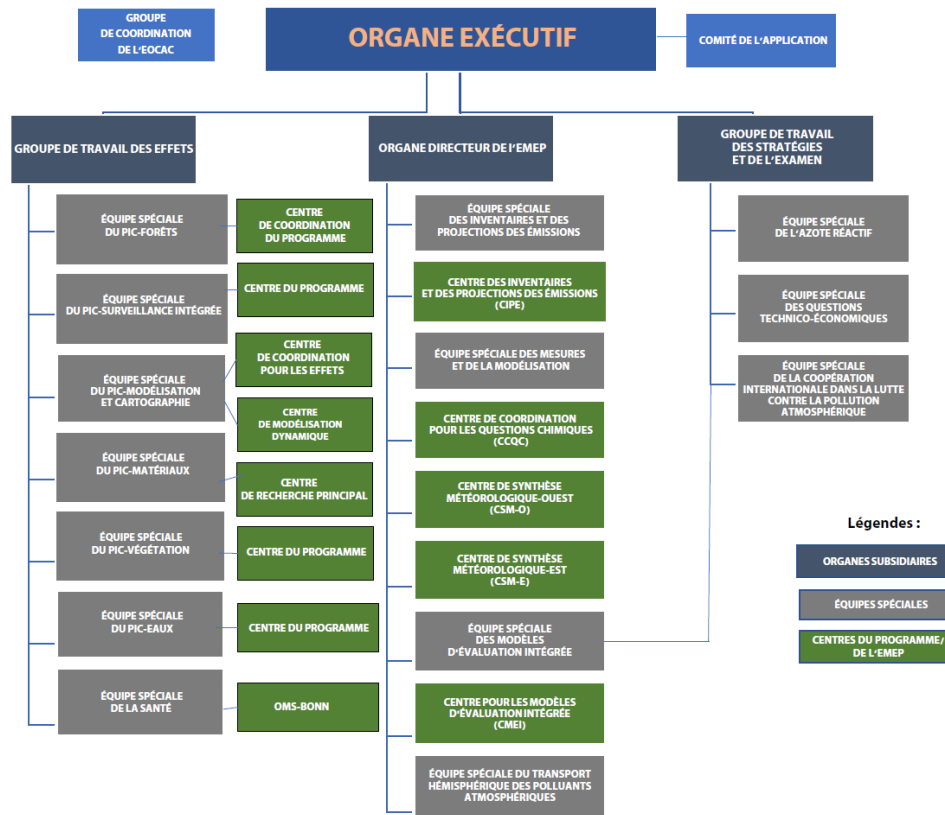 GROUPE
DE COORDINATION
DE L'EOCAC
ORGANE EXÉCUTIF
COMITÉ DE L'APPLICATION
GROUPE DE TRAVAIL DES EFFETS
ORGANE DIRECTEUR DE l'EMEP
GROUPE DE TRAVAIL
DES STRATÉGIES
ET DE L'EXAMEN
ÉQUIPE SPÉCIALE
DU PIC-FORÊTS
CENTRE
DE COORDINATION
DU PROGRAMME
ÉQUIPE SPÉCIALE
DU PIC-SURVEILLANCE INTÉGRÉE
CENTRE DU PROGRAMME
ÉQUIPE SPÉCIALE
DU PIC-MODÉLISATION
ET CARTOGRAPHIE
CENTRE
DE COORDINATION
POUR LES EFFETS
CENTRE
DE MODÉLISATION
DYNAMIQUE
ÉQUIPE SPÉCIALE
DU PIC-MATÉRIAUX
CENTRE
DE RECHERCHE PRINCIPAL
ÉQUIPE SPÉCIALE
DU PIC-VÉGÉTATION
CENTRE DU PROGRAMME
ÉQUIPE SPÉCIALE
DU PIC-EAUX
CENTRE DU PROGRAMME
ÉQUIPE SPÉCIALE
DE LA SANTÉ
OMS-BONN
ÉQUIPE SPÉCIALE
DES INVENTAIRES ET DES
PROJECTIONS DES ÉMISSIONS
CENTRE DES INVENTAIRES
ET DES PROJECTIONS DES ÉMISSIONS
(CIPE)
ÉQUIPE SPÉCIALE DES MESURES
ET DE LA MODÉLISATION
CENTRE DE COORDINATION
POUR LES QUESTIONS CHIMIQUES
(CCQC)
CENTRE DE SYNTHÈSE
MÉTÉOROLOGIQUE-OUEST
(CSM-O)
CENTRE DE SYNTHÈSE
MÉTÉOROLOGIQUE-EST
(CSM-E)
ÉQUIPE SPÉCIALE
DES MODÈLES
D'ÉVALUATION INTÉGRÉE
CENTRE POUR LES MODÈLES
D'ÉVALUATION INTÉGRÉE
(CMEI)
ÉQUIPE SPÉCIALE DU TRANSPORT
HÉMISPHÉRIQUE DES POLLUANTS
ATMOSPHÉRIQUES
ÉQUIPE SPÉCIALE
DE L'AZOTE RÉACTIF
ÉQUIPE SPÉCIALE
DES QUESTIONS
TECHNICO-ÉCONOMIQUES
ÉQUIPE SPÉCIALE
DE LA COOPÉRATION
INTERNATIONALE DANS LA LUTTE
CONTRE LA POLLUTION
ATMOSPHÉRIQUE
Légendes :
ORGANES SUBSIDIAIRES
ÉQUIPES SPÉCIALES
CENTRES DU PROGRAMME/
DE L'EMEP